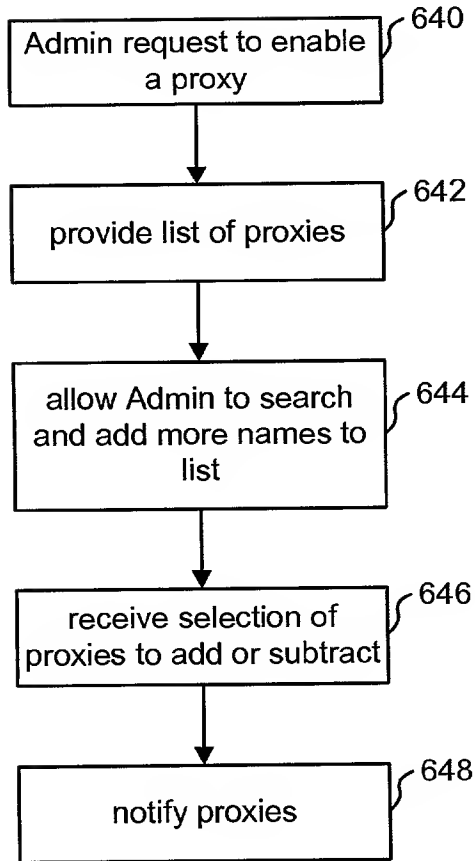 640
Admin request to enable
a proxy
642
provide list of proxies
644
allow Admin to search
and add more names to
list
646
receive selection of
proxies to add or subtract
648
notify proxies